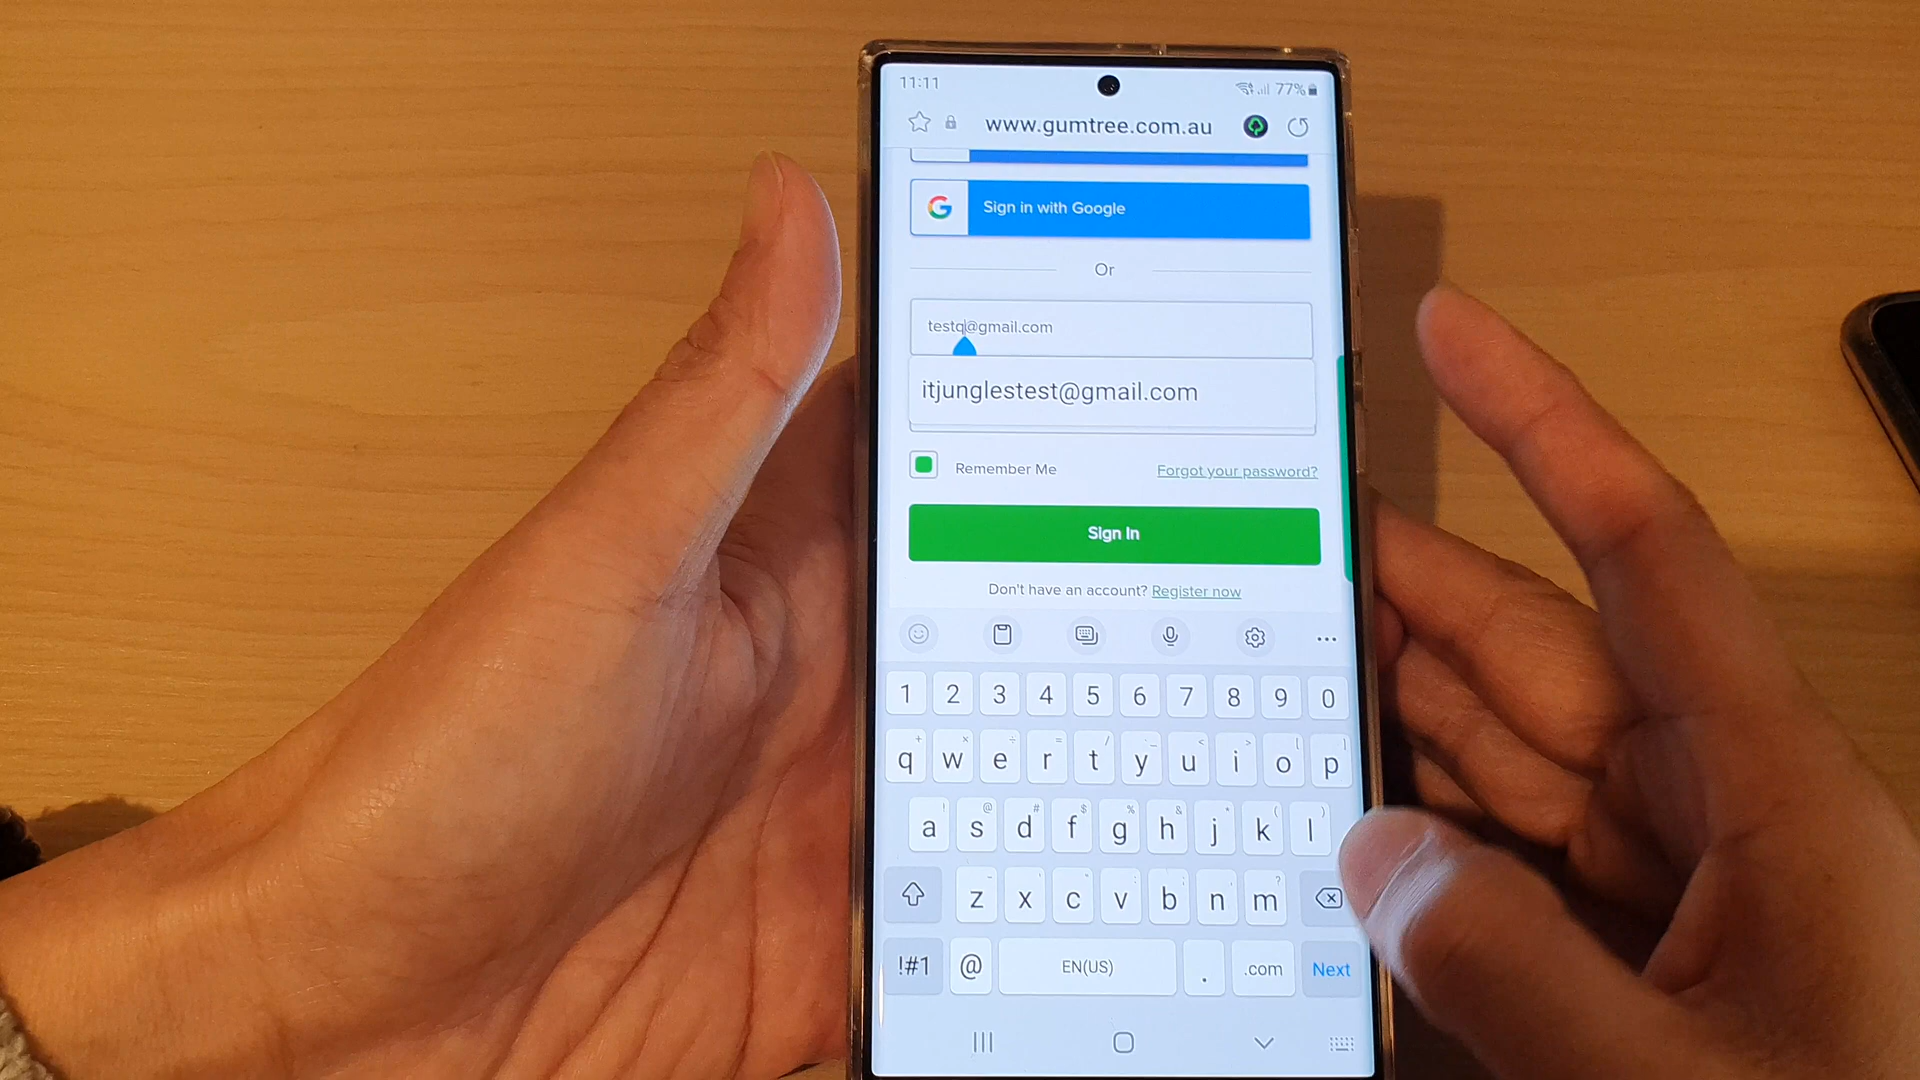 11:11
77%
www.gumtree.com.au
G Sign in with Google
Or
testq@gmail.com
itjunglestest@gmail.com
Remember Me
Forgot your password?
Sign In
Don't have an account? Register now
1 2 3 4 5 6 7 8 9 0
q w e r t y u i o p
a s d f g h j k l
z x c v b n m
!#1 @ EN(US) . .com Next